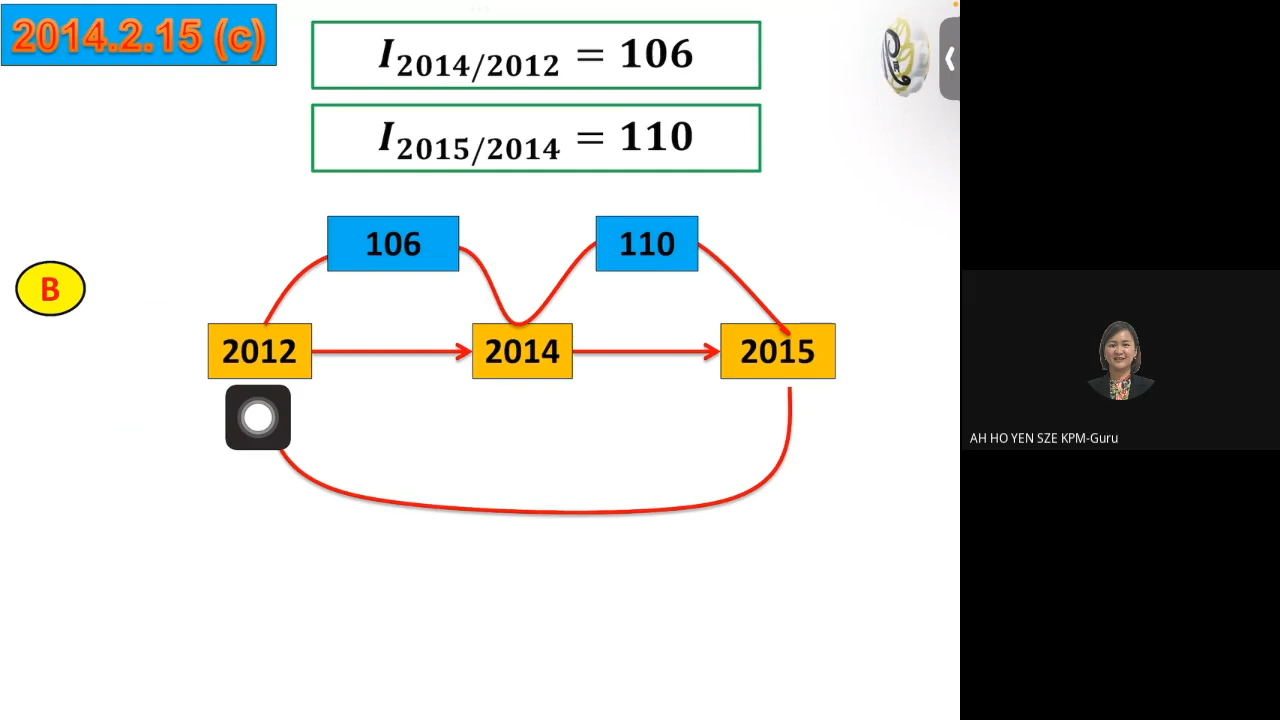 2014.2.15 (c)
I2014/2012 = 106
I2015/2014 = 110
106 110
B
2012 2014 2015
AH HO YEN SZE KPM-Guru